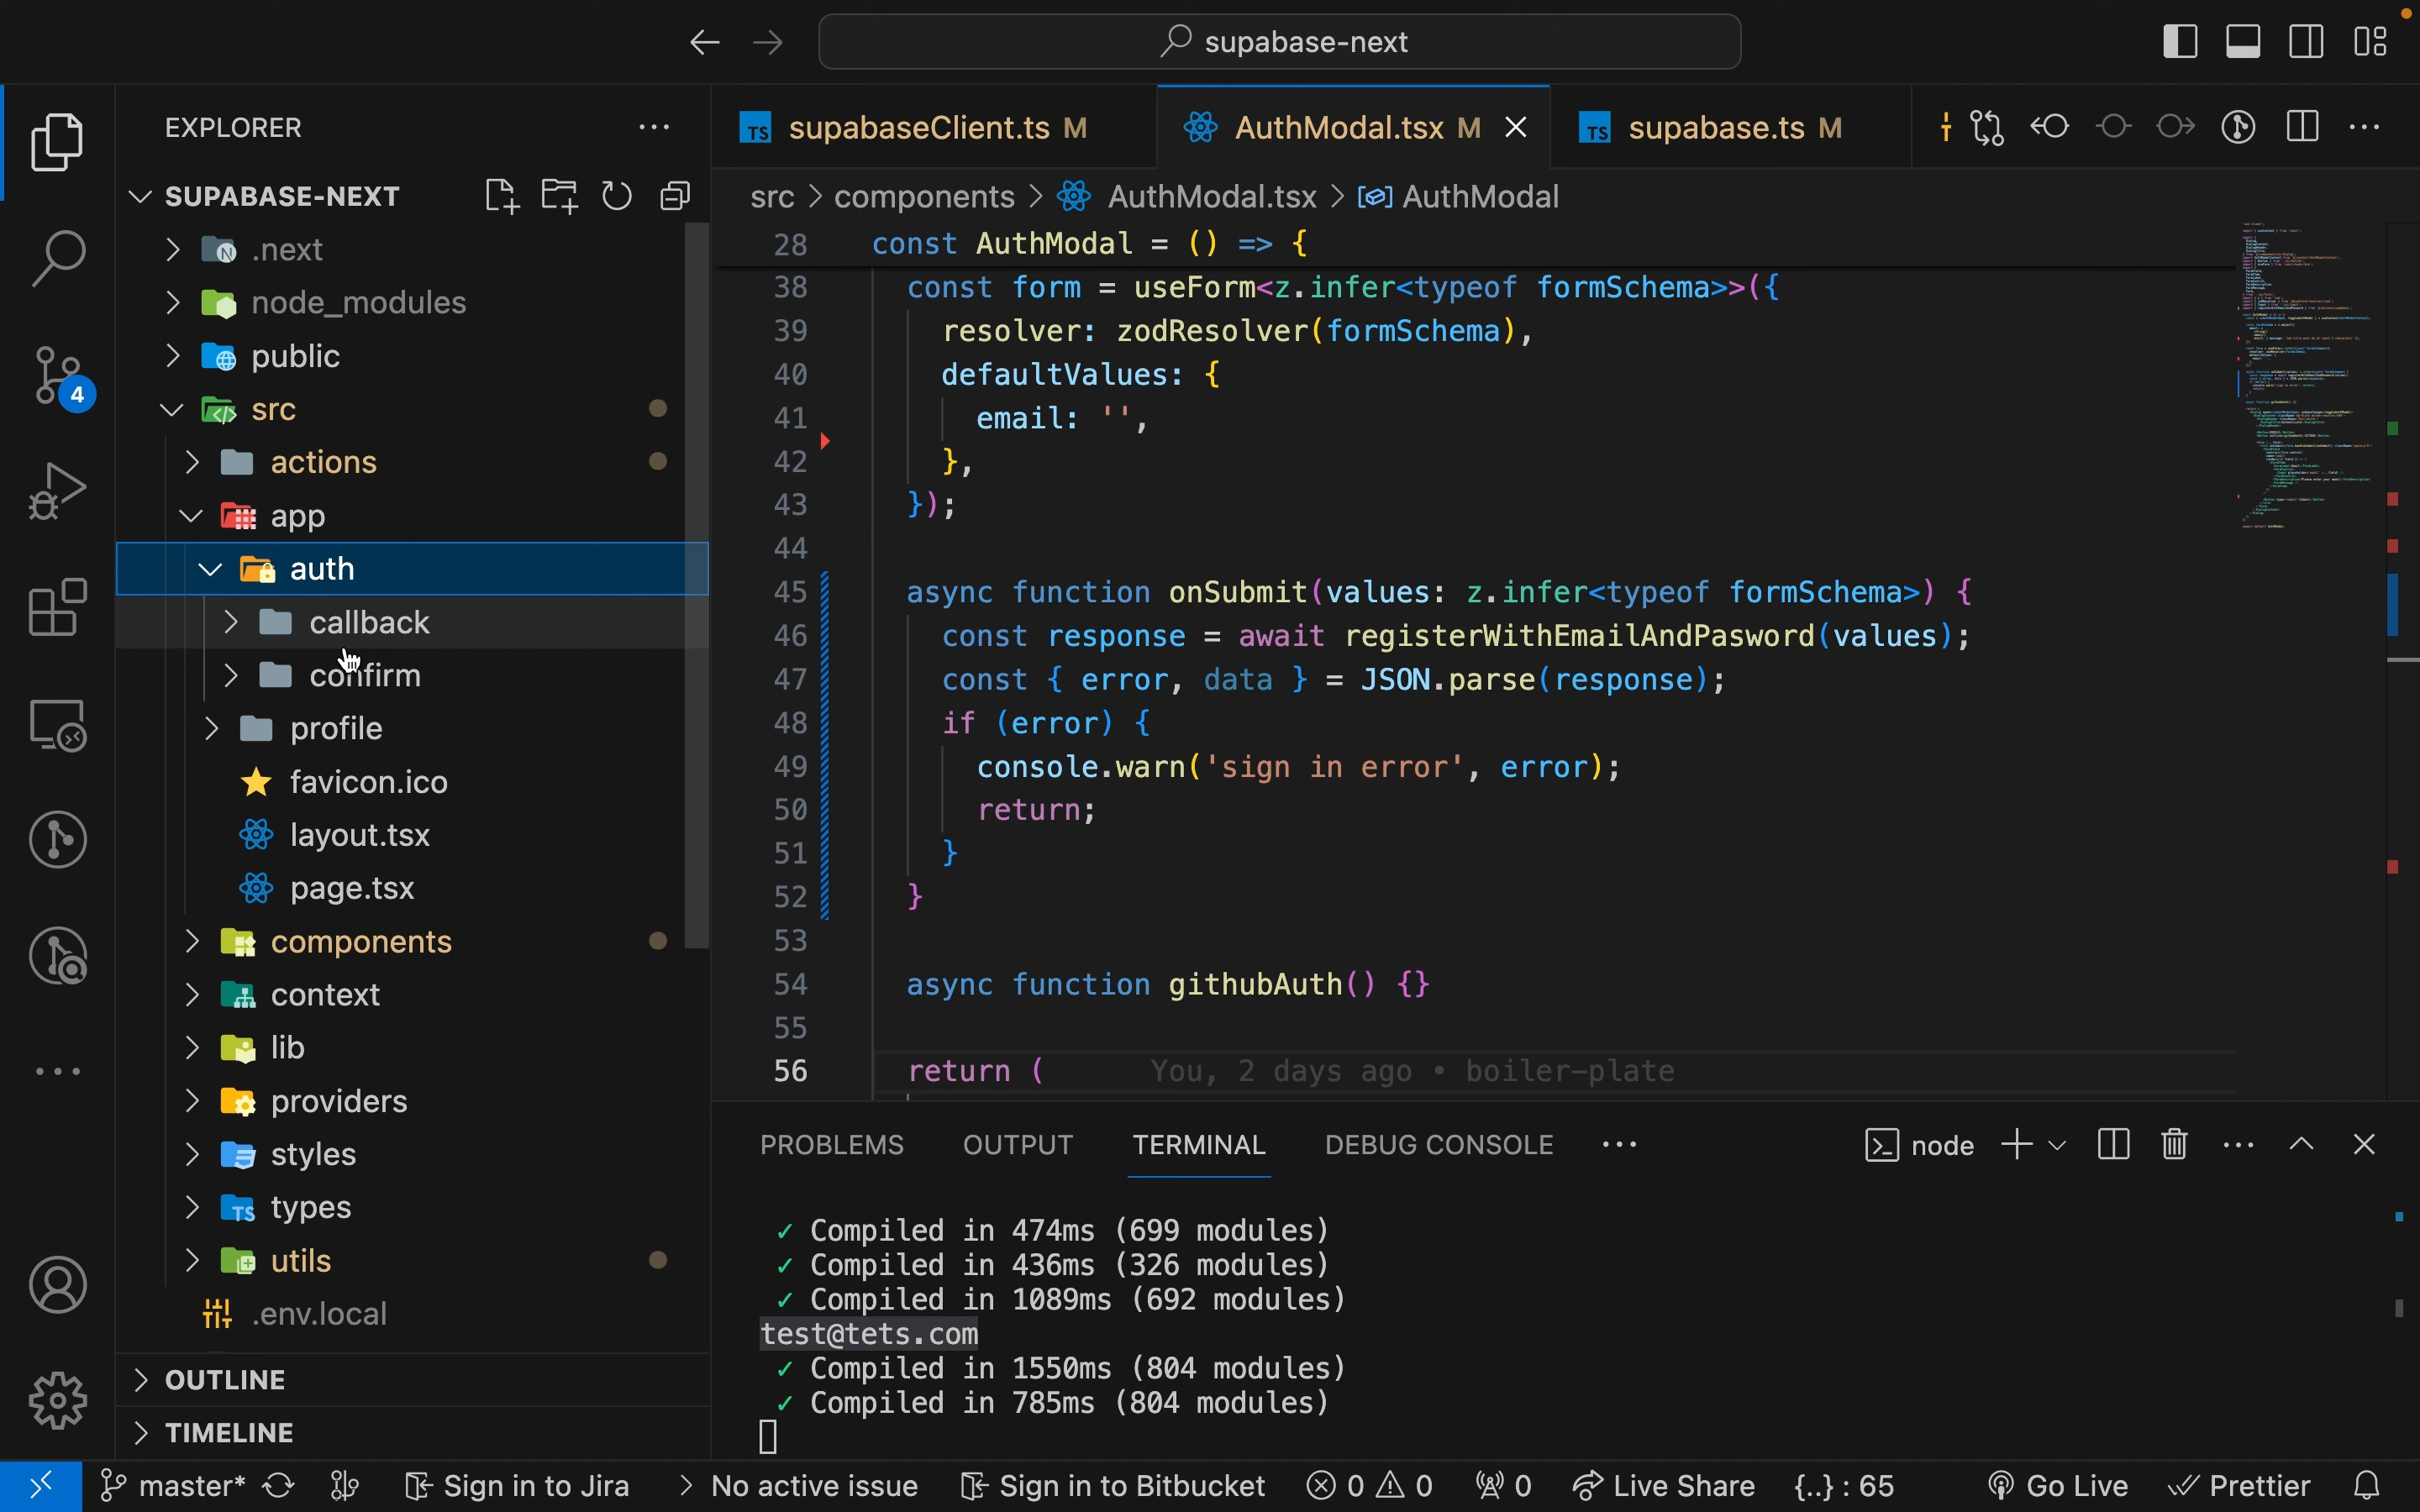 supabase-next
EXPLORER
SUPABASE-NEXT
.next
node_modules
public
src
actions
app
auth
callback
confirm
profile
favicon.ico
layout.tsx
page.tsx
components
context
lib
providers
styles
TS types
utils
.env.local
OUTLINE
TIMELINE
4
TS supabaseClient.ts M
AuthModal.tsx M
TS supabase.ts M
src > components > AuthModal.tsx > AuthModal
28 const AuthModal = () => {
38 const form = useForm<z.infer<typeof formSchema>>({
39 resolver: zodResolver(formSchema),
40 defaultValues: {
41 email: '',
42 },
43 });
44
45 async function onSubmit(values: z.infer<typeof formSchema>) {
46 const response = await registerWithEmailAndPasword(values);
47 const { error, data } = JSON.parse(response);
48 if (error) {
49 console.warn('sign in error', error);
50 return;
51 }
52 }
53
54 async function githubAuth() {}
55
56 return ( You, 2 days ago • boiler-plate
PROBLEMS OUTPUT TERMINAL DEBUG CONSOLE
node
✓ Compiled in 474ms (699 modules)
✓ Compiled in 436ms (326 modules)
✓ Compiled in 1089ms (692 modules)
test@tets.com
✓ Compiled in 1550ms (804 modules)
✓ Compiled in 785ms (804 modules)
master* Sign in to Jira > No active issue Sign in to Bitbucket 0 0 0 Live Share {..} : 65 Go Live Prettier